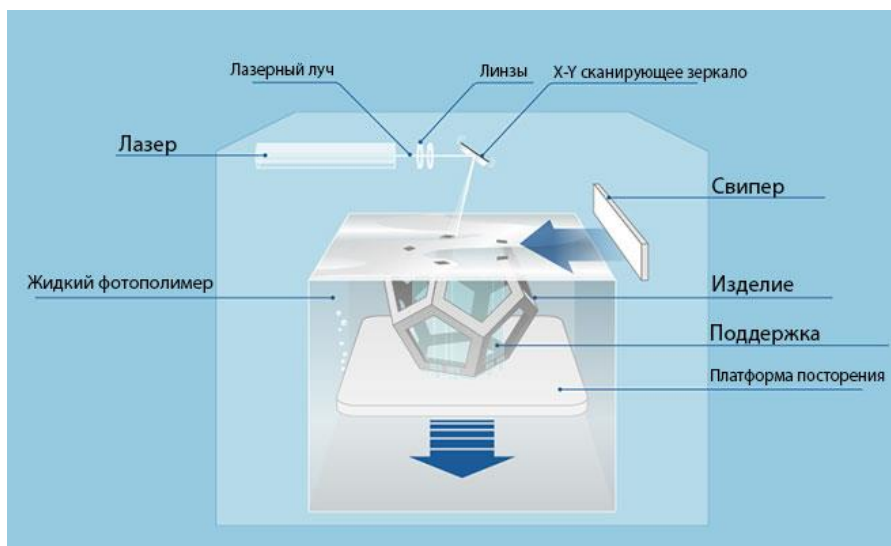 Лазерный луч
Линзы
X-Y сканирующее зеркало
Лазер
Свипер
Жидкий фотополимер
Изделие
Поддержка
Платформа посторения